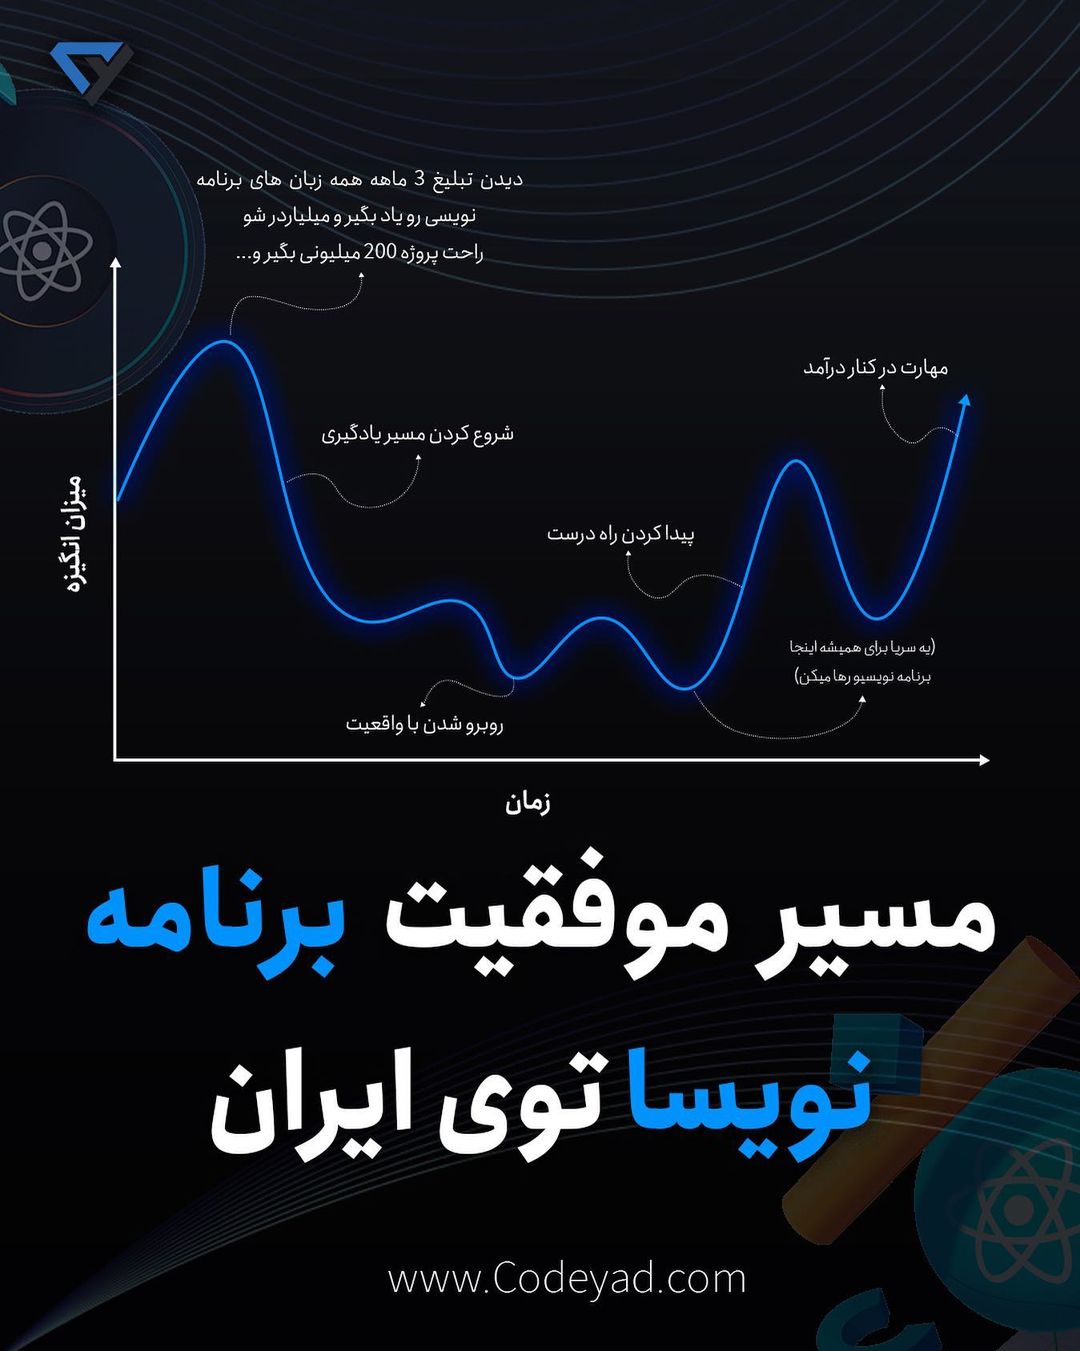 دیدن تبلیغ 3 ماهه همه زبان های برنامه
نویسی رو یاد بگیر و میلیاردر شو
راحت پروژه 200 میلیونی بگیر و...
مهارت در کنار درآمد
شروع کردن مسیر یادگیری
میزان انگیزه
پیدا کردن راه درست
(یه سریا برای همیشه اینجا
برنامه نویسیو رها میکن)
روبرو شدن با واقعیت
زمان
مسیر موفقیت برنامه
نویسا توی ایران
www.Codeyad.com